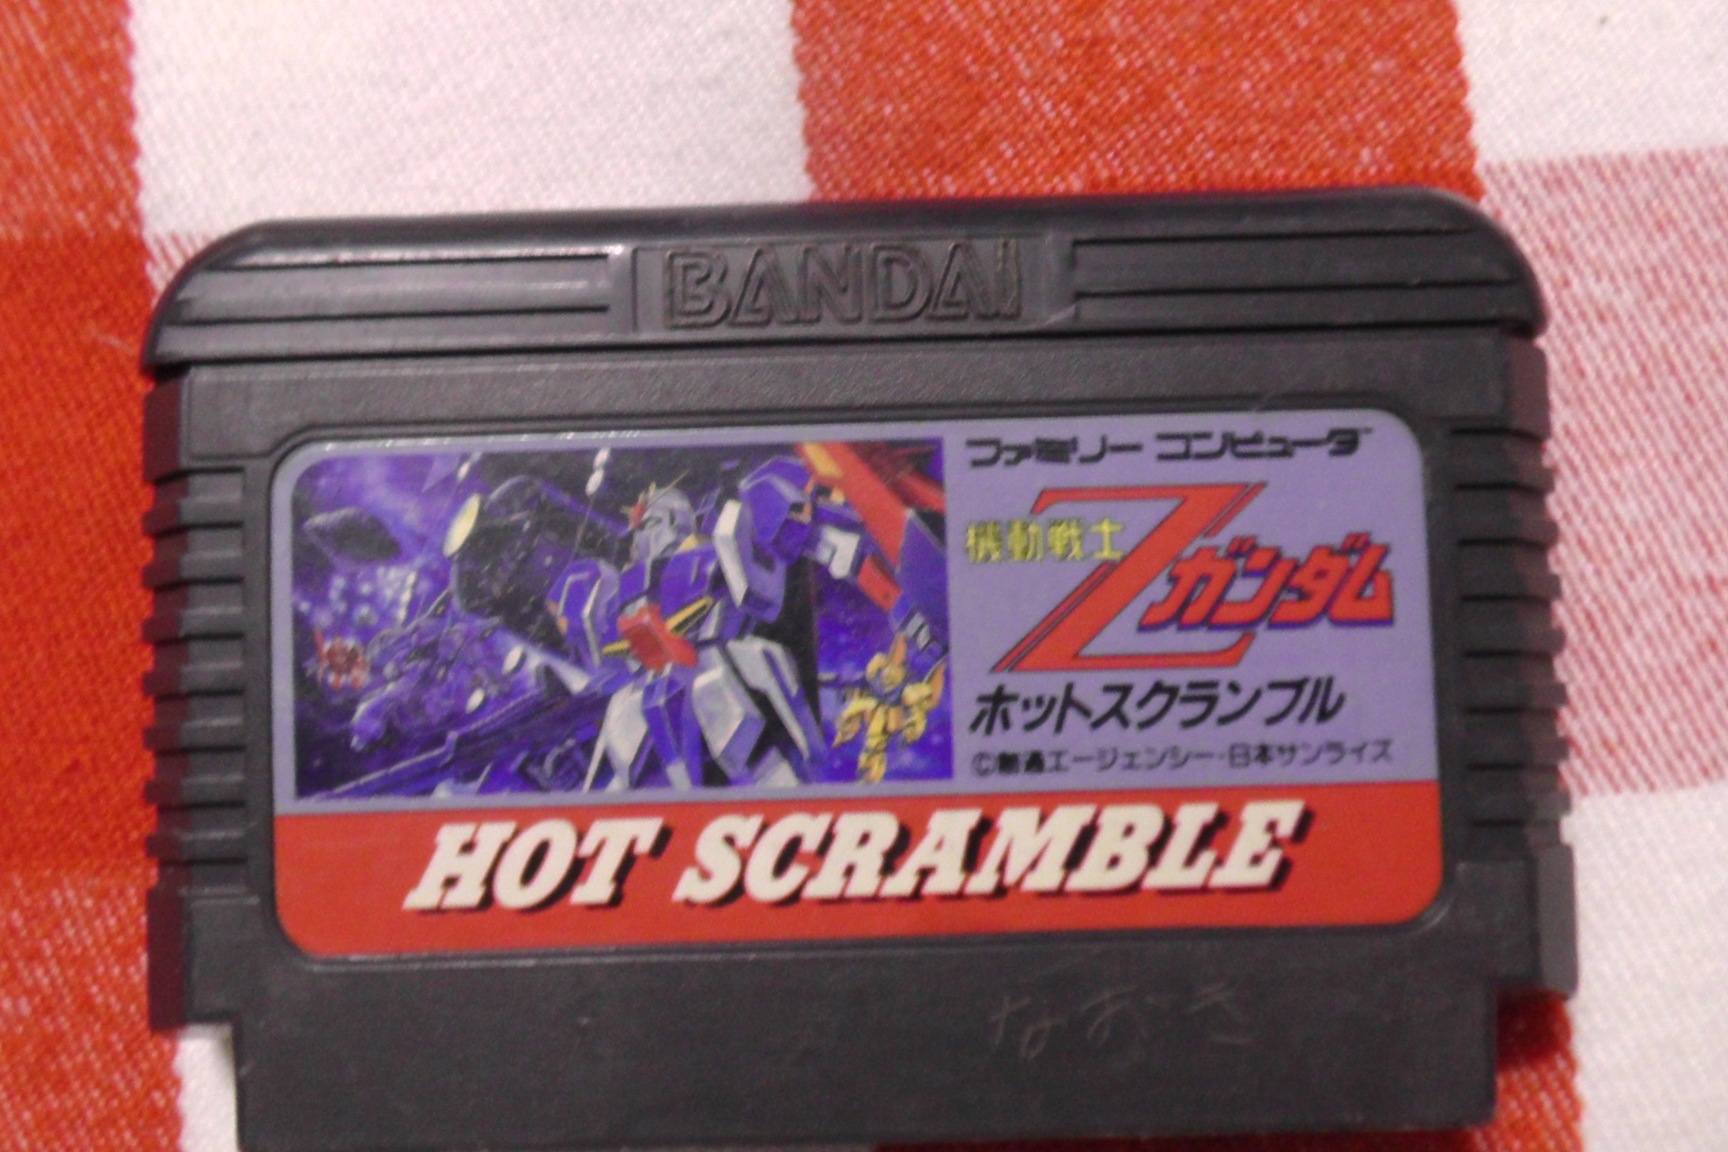 BANDAI
ファミリー コンピュータ
機動戦士
Zガンダム
ホットスクランブル
©創通エージェンシー・日本サンライズ
HOT SCRAMBLE
なおき